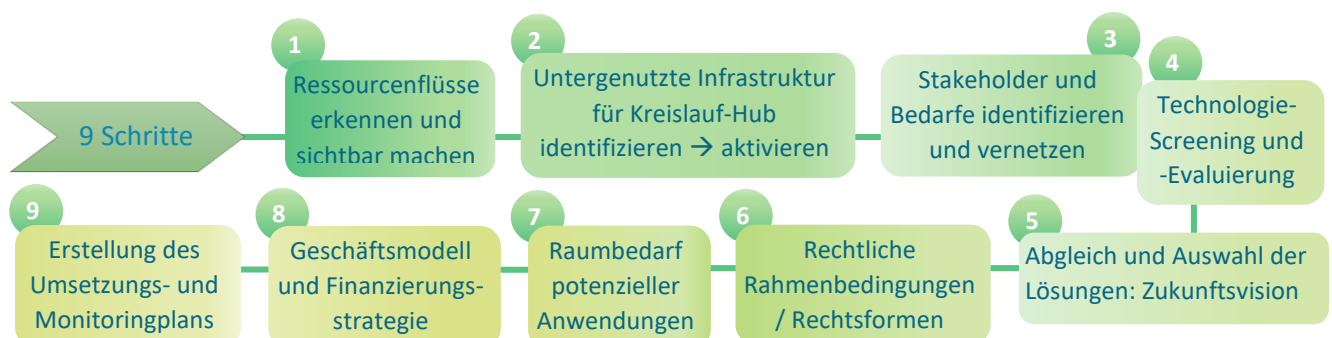 9 Schritte
1
Ressourcenflüsse
erkennen und
sichtbar machen
2
Untergenutzte Infrastruktur
für Kreislauf-Hub
identifizieren → aktivieren
3
Stakeholder und
Bedarfe identifizieren
und vernetzen
4
Technologie-
Screening und
-Evaluierung
5
Abgleich und Auswahl der
Lösungen: Zukunftsvision
6
Rechtliche
Rahmenbedingungen
/ Rechtsformen
7
Raumbedarf
potenzieller
Anwendungen
8
Geschäftsmodell
und Finanzierungs-
strategie
9
Erstellung des
Umsetzungs- und
Monitoringplans